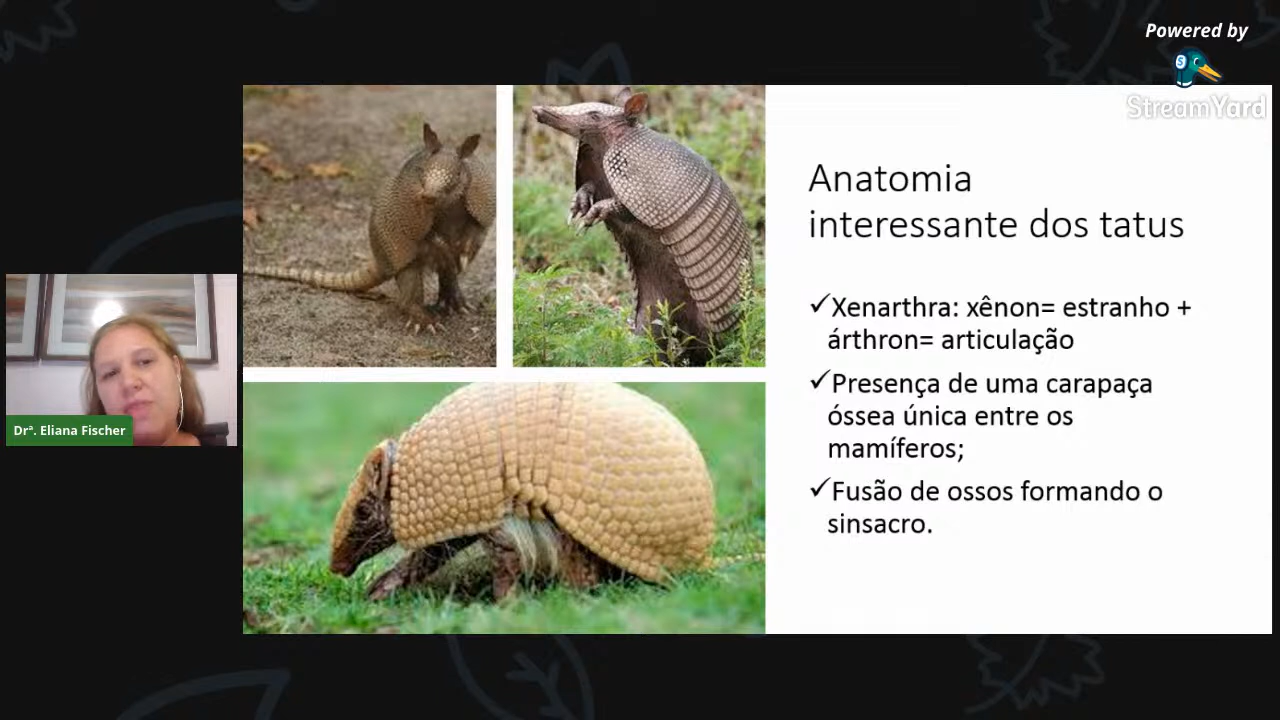 Powered by
StreamYard
Anatomia
interessante dos tatus
✓Xenarthra: xênon= estranho +
árthron= articulação
✓Presença de uma carapaça
óssea única entre os
mamíferos;
✓Fusão de ossos formando o
sinsacro.
Drª. Eliana Fischer